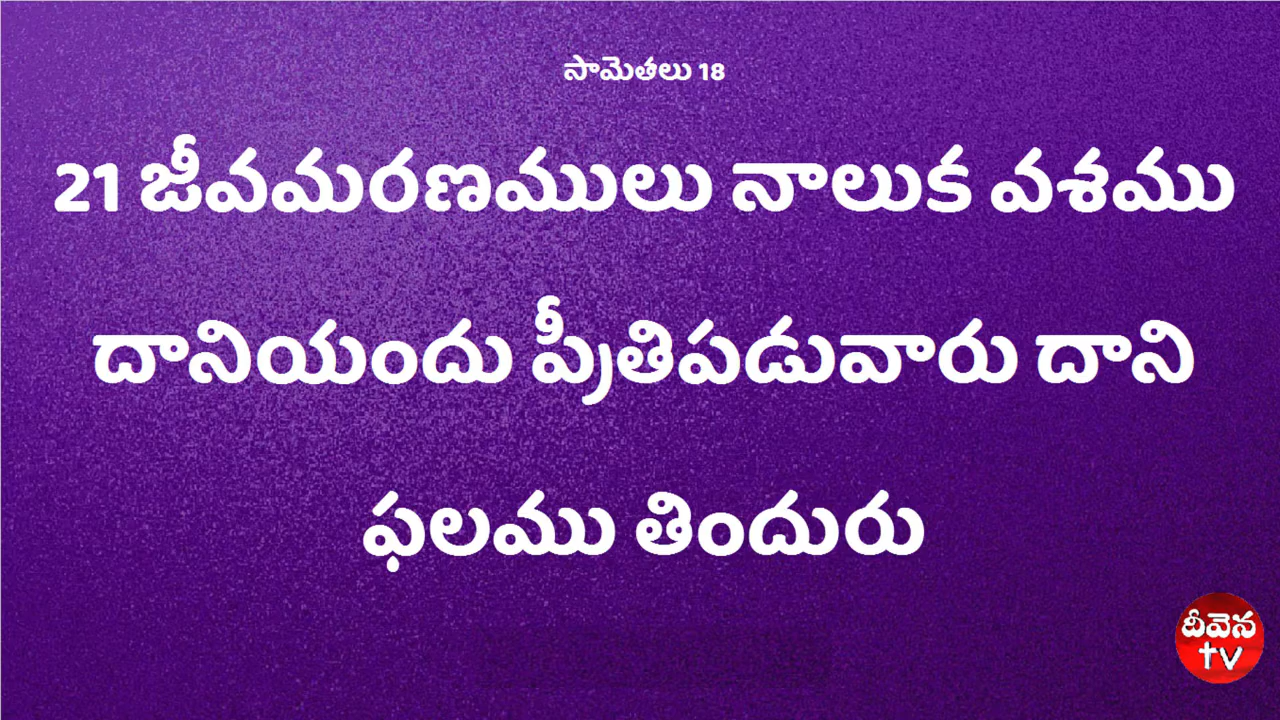 సామెతలు 18
21 జీవమరణములు నాలుక వశము
దానియందు ప్రీతిపడువారు దాని
ఫలము తిందురు
దీవెన
tv